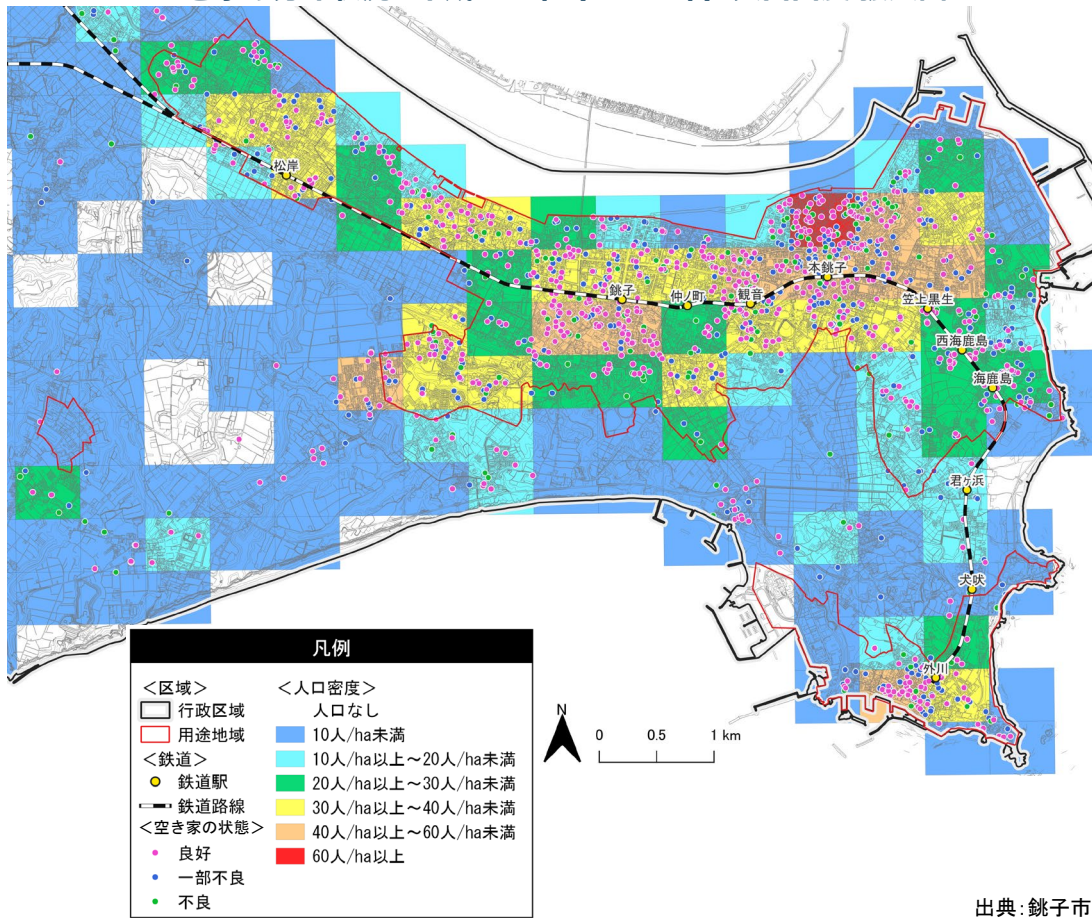 松岸
本銚子
銚子
仲ノ町
観音
笠上黒生
西海鹿島
海鹿島
君ヶ浜
犬吠
外川
凡例
<区域>
行政区域
用途地域
<鉄道>
鉄道駅
鉄道路線
<空き家の状態>
良好
一部不良
不良
<人口密度>
人口なし
10人/ha未満
10人/ha以上～20人/ha未満
20人/ha以上～30人/ha未満
30人/ha以上～40人/ha未満
40人/ha以上～60人/ha未満
60人/ha以上
N
0 0.5 1 km
出典:銚子市